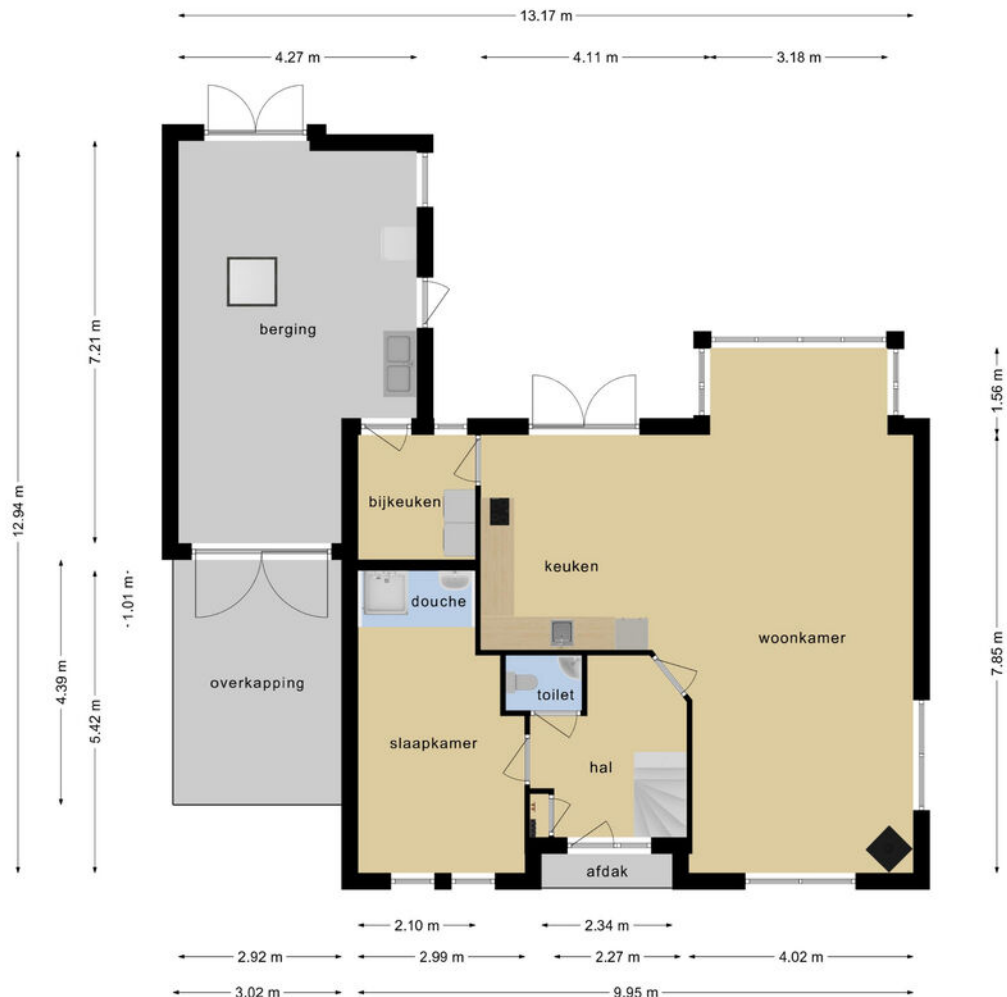 13.17 m
4.27 m
4.11 m
3.18 m
12.94 m
7.21 m
berging
1.56 m
bijkeuken
keuken
douche
1.01 m
woonkamer
7.85 m
4.39 m
5.42 m
overkapping
toilet
slaapkamer
hal
afdak
2.10 m
2.34 m
2.92 m
2.99 m
2.27 m
4.02 m
3.02 m
9.95 m